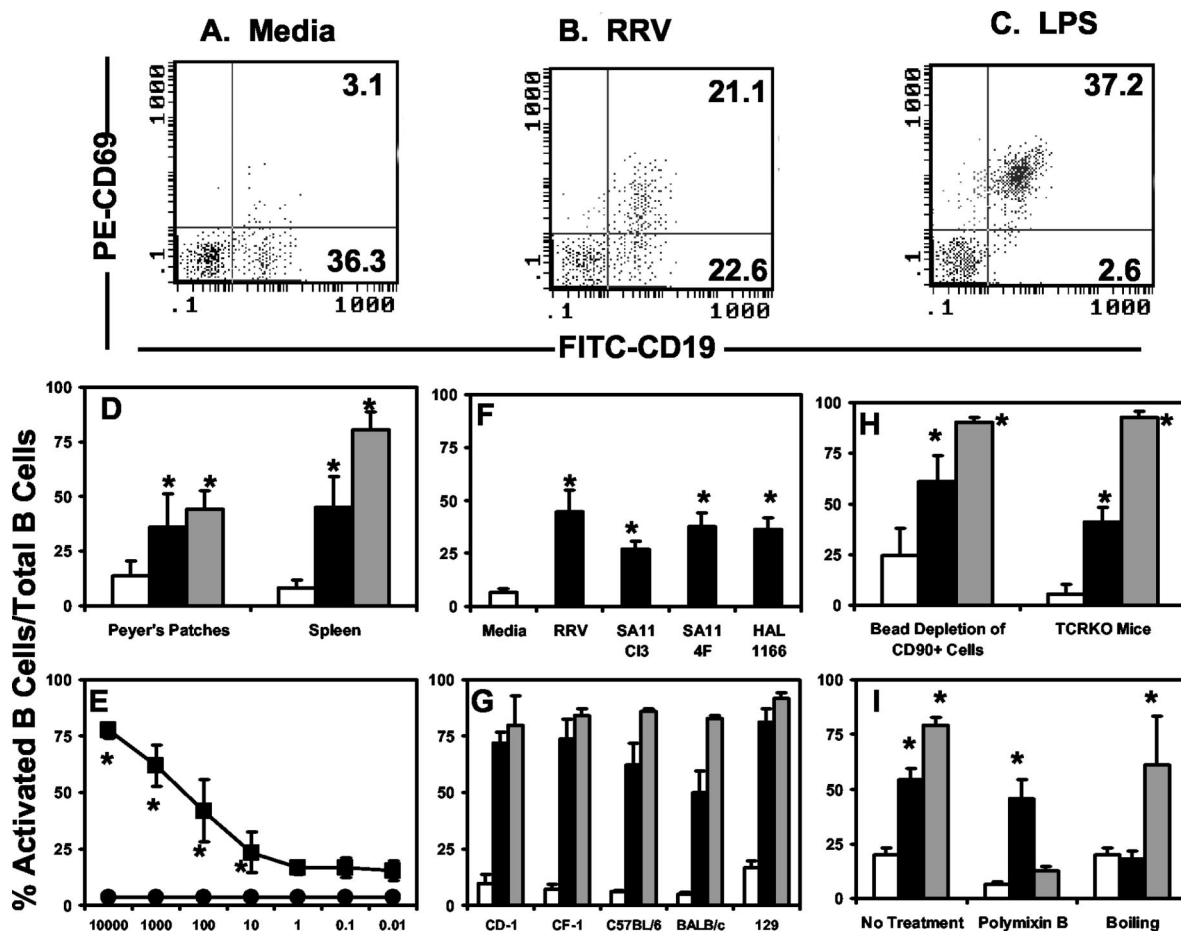 A. Media
B. RRV
C. LPS
PE-CD69
1000
.1
3.1
36.3
.1
1000
1000
.1
21.1
22.6
.1
1000
1000
.1
37.2
2.6
.1
1000
FITC-CD19
% Activated B Cells/Total B Cells
D
100
75
50
25
0
* * * *
Peyer's Patches
Spleen
F
100
75
50
25
0
* * * *
Media
RRV
SA11 Cl3
SA11 4F
HAL 1166
H
100
75
50
25
0
* * * *
Bead Depletion of CD90+ Cells
TCRKO Mice
E
100
75
50
25
0
* * * *
10000
1000
100
10
1
0.1
0.01
G
100
75
50
25
0
CD-1
CF-1
C57BL/6
BALB/c
129
I
100
75
50
25
0
* * * *
No Treatment
Polymixin B
Boiling